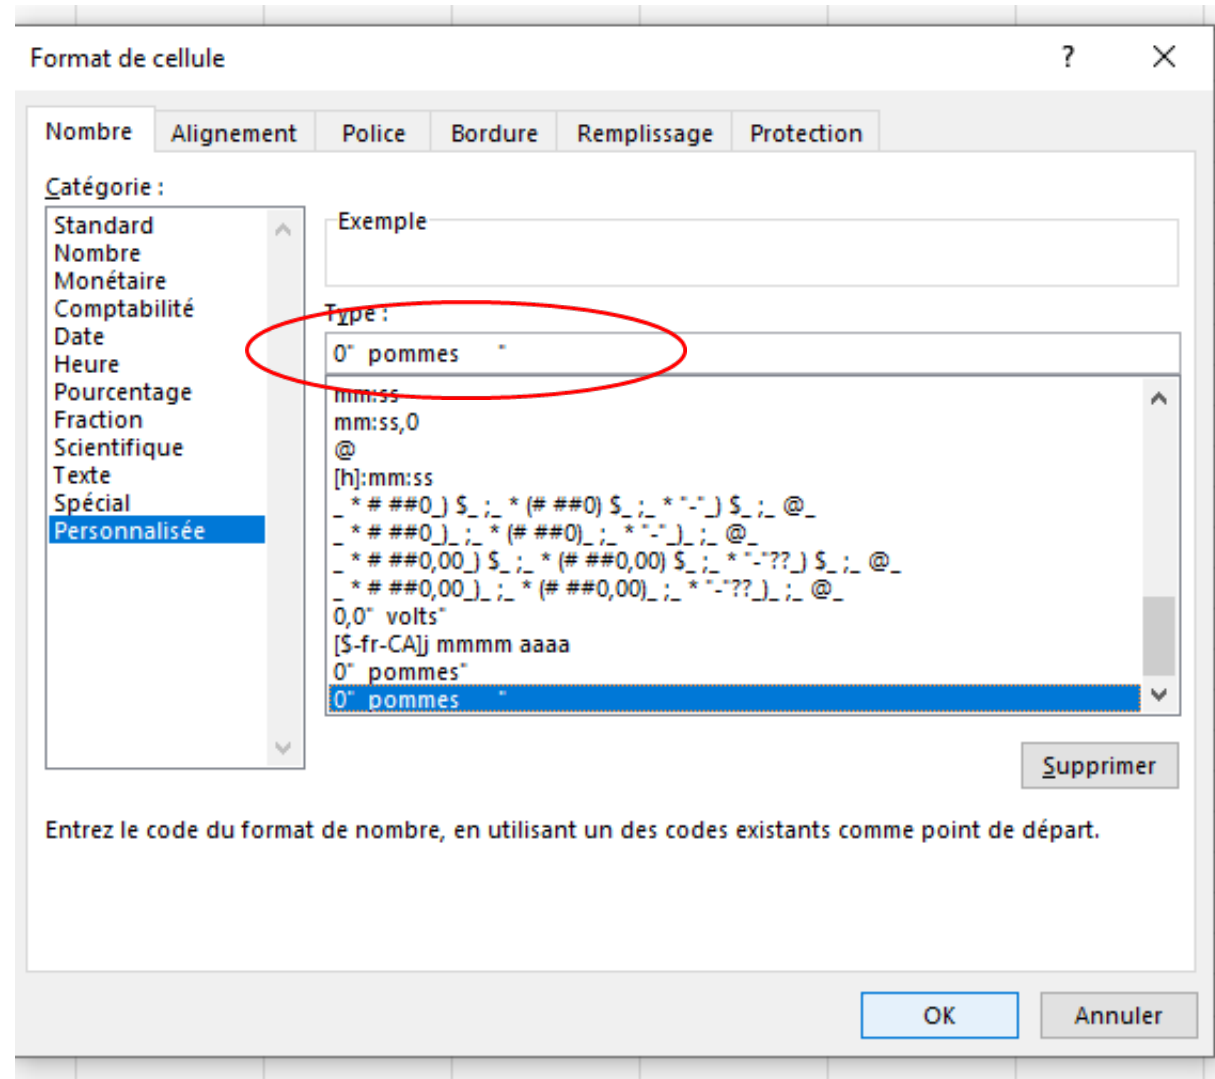 Format de cellule ? ×
Nombre Alignement Police Bordure Remplissage Protection
Catégorie :
Standard
Nombre
Monétaire
Comptabilité
Date
Heure
Pourcentage
Fraction
Scientifique
Texte
Spécial
Personnalisée
Exemple
Type :
0"  pommes      "
mm:ss
mm:ss,0
@
[h]:mm:ss
_ * # ##0_) $_ ;_ * (# ##0) $_ ;_ * "-"_) $_ ;_ @_
_ * # ##0_)_ ;_ * (# ##0)_ ;_ * "-"_)_ ;_ @_
_ * # ##0,00_) $_ ;_ * (# ##0,00) $_ ;_ * "-"??_) $_ ;_ @_
_ * # ##0,00_)_ ;_ * (# ##0,00)_ ;_ * "-"??_)_ ;_ @_
0,0"  volts"
[$-fr-CA]j mmmm aaaa
0"  pommes"
0"  pommes      "
Supprimer
Entrez le code du format de nombre, en utilisant un des codes existants comme point de départ.
OK Annuler